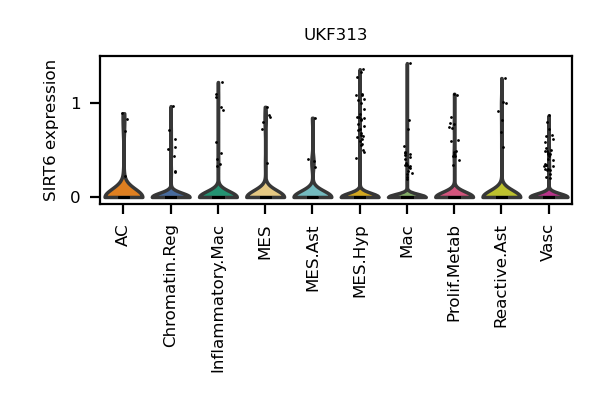 UKF313
SIRT6 expression
1
0
AC
Chromatin.Reg
Inflammatory.Mac
MES
MES.Ast
MES.Hyp
Mac
Prolif.Metab
Reactive.Ast
Vasc